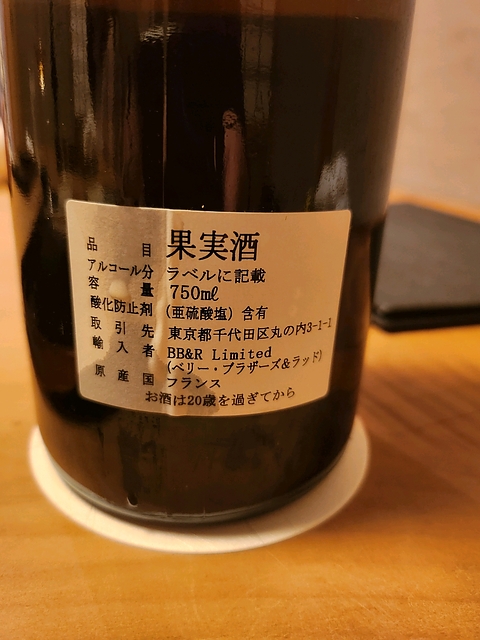 品目 果実酒
アルコール分 ラベルに記載
容量 750mℓ
酸化防止剤 (亜硫酸塩) 含有
取引先 東京都千代田区丸の内3-1-1
輸入者 BB&R Limited
(ベリー・ブラザーズ&ラッド)
原産国 フランス
お酒は20歳を過ぎてから